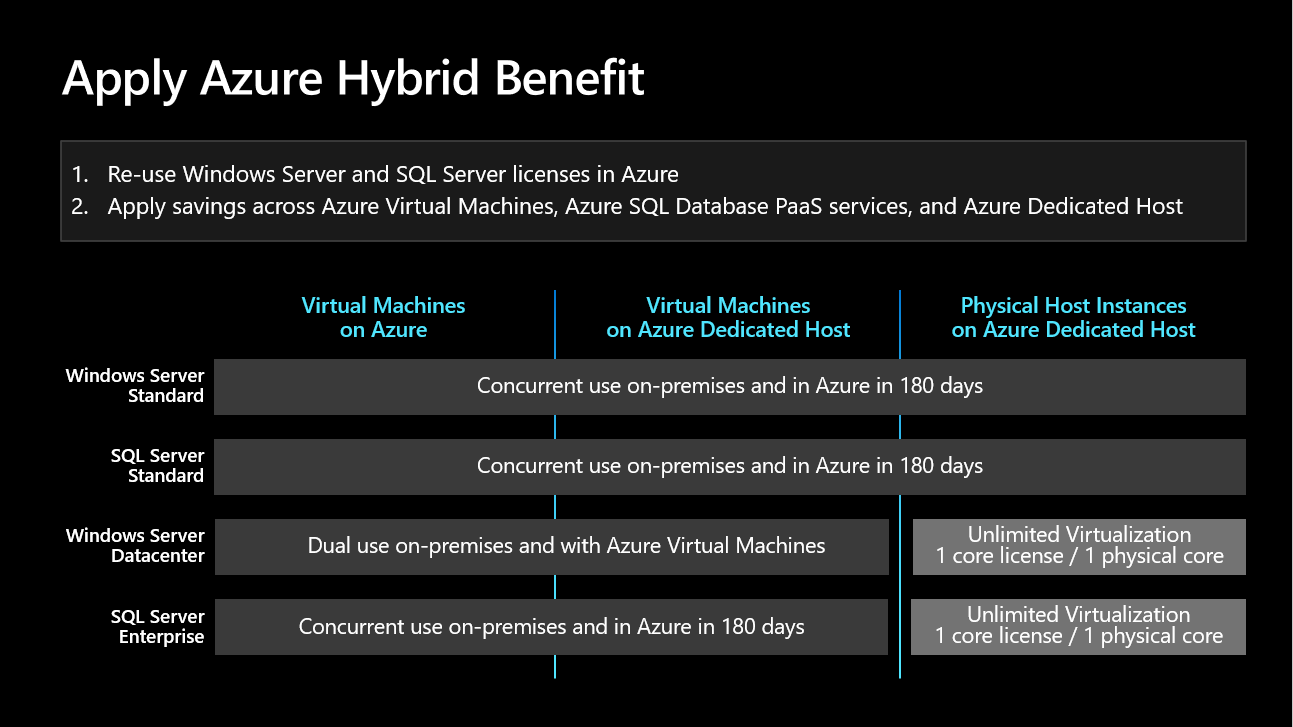 Apply Azure Hybrid Benefit
1. Re-use Windows Server and SQL Server licenses in Azure
2. Apply savings across Azure Virtual Machines, Azure SQL Database PaaS services, and Azure Dedicated Host
Virtual Machines
on Azure
Virtual Machines
on Azure Dedicated Host
Physical Host Instances
on Azure Dedicated Host
Windows Server
Standard
Concurrent use on-premises and in Azure in 180 days
SQL Server
Standard
Concurrent use on-premises and in Azure in 180 days
Windows Server
Datacenter
Dual use on-premises and with Azure Virtual Machines
Unlimited Virtualization
1 core license / 1 physical core
SQL Server
Enterprise
Concurrent use on-premises and in Azure in 180 days
Unlimited Virtualization
1 core license / 1 physical core